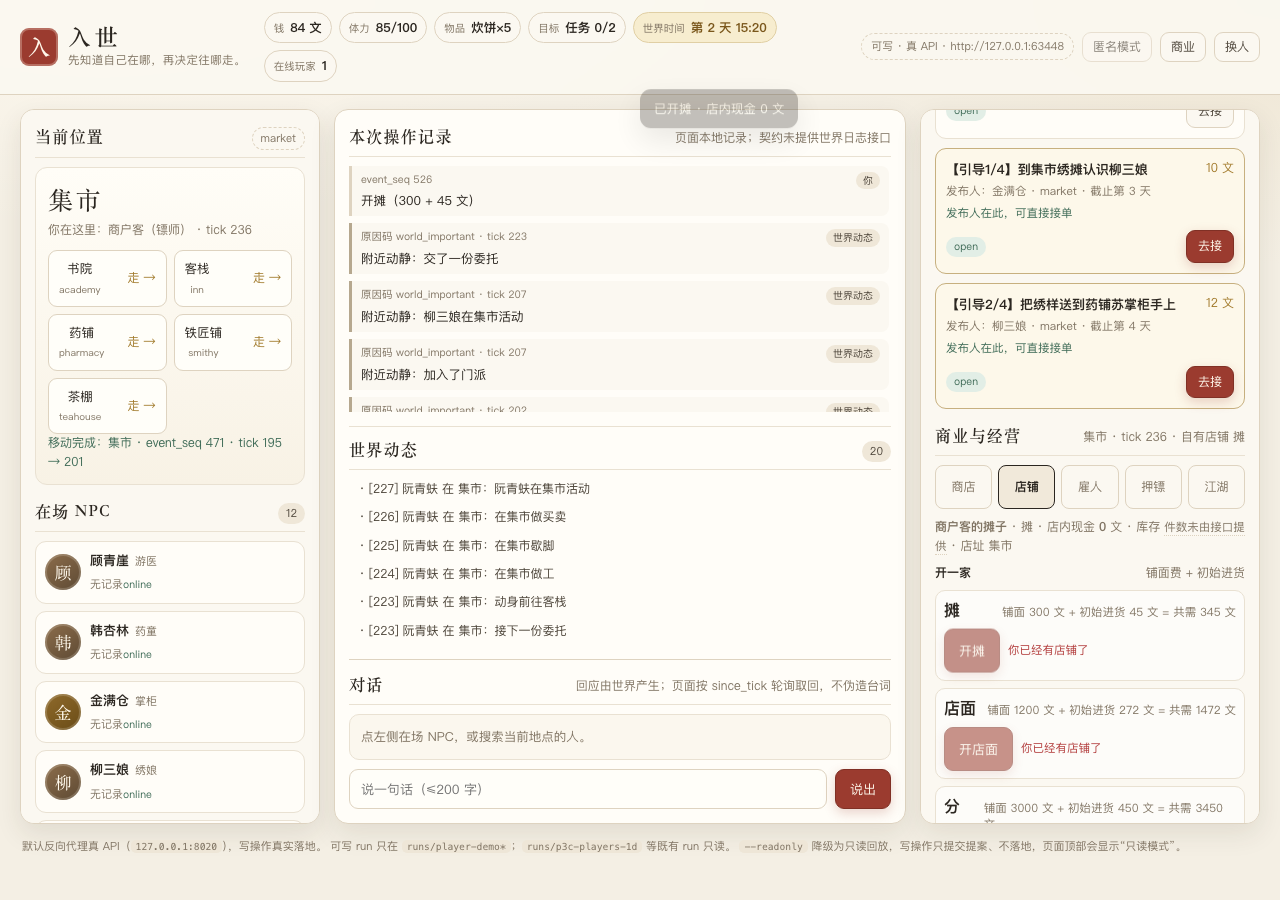 入 入世
先知道自己在哪，再决定往哪走。
钱 84 文 体力 85/100 物品 炊饼×5 目标 任务 0/2 世界时间 第 2 天 15:20
在线玩家 1
可写 · 真 API · http://127.0.0.1:63448 匿名模式 商业 换人
已开摊 · 店内现金 0 文
当前位置 market
集市
你在这里：商户客（镖师） · tick 236
书院 academy 走 → 客栈 inn 走 →
药铺 pharmacy 走 → 铁匠铺 smithy 走 →
茶棚 teahouse 走 →
移动完成：集市 · event_seq 471 · tick 195
→ 201
在场 NPC 12
顾 顾青崖 游医
无记录online
韩 韩杏林 药童
无记录online
金 金满仓 掌柜
无记录online
柳 柳三娘 绣娘
无记录online
本次操作记录 页面本地记录；契约未提供世界日志接口
event_seq 526 你
开摊（300 + 45 文）
原因码 world_important · tick 223 世界动态
附近动静：交了一份委托
原因码 world_important · tick 207 世界动态
附近动静：柳三娘在集市活动
原因码 world_important · tick 207 世界动态
附近动静：加入了门派
原因码 world_important · tick 202 世界动态
世界动态 20
· [227] 阮青蚨 在 集市：阮青蚨在集市活动
· [226] 阮青蚨 在 集市：在集市做买卖
· [225] 阮青蚨 在 集市：在集市歇脚
· [224] 阮青蚨 在 集市：在集市做工
· [223] 阮青蚨 在 集市：动身前往客栈
· [223] 阮青蚨 在 集市：接下一份委托
对话 回应由世界产生；页面按 since_tick 轮询取回，不伪造台词
点左侧在场 NPC，或搜索当前地点的人。
说一句话（≤200 字） 说出
open 去接
【引导1/4】到集市绣摊认识柳三娘 10 文
发布人：金满仓 · market · 截止第 3 天
发布人在此，可直接接单
open 去接
【引导2/4】把绣样送到药铺苏掌柜手上 12 文
发布人：柳三娘 · market · 截止第 4 天
发布人在此，可直接接单
open 去接
商业与经营 集市 · tick 236 · 自有店铺 摊
商店 店铺 雇人 押镖 江湖
商户客的摊子 · 摊 · 店内现金 0 文 · 库存 件数未由接口提
供 · 店址 集市
开一家 铺面费 + 初始进货
摊 铺面 300 文 + 初始进货 45 文 = 共需 345 文
开摊 你已经有店铺了
店面 铺面 1200 文 + 初始进货 272 文 = 共需 1472 文
开店面 你已经有店铺了
分 铺面 3000 文 + 初始进货 450 文 = 共需 3450
文
默认反向代理真 API（ 127.0.0.1:8020 ），写操作真实落地。 可写 run 只在 runs/player-demo* ； runs/p3c-players-1d 等既有 run 只读。 --readonly 降级为只读回放，写操作只提交提案、不落地，页面顶部会显示“只读模式”。